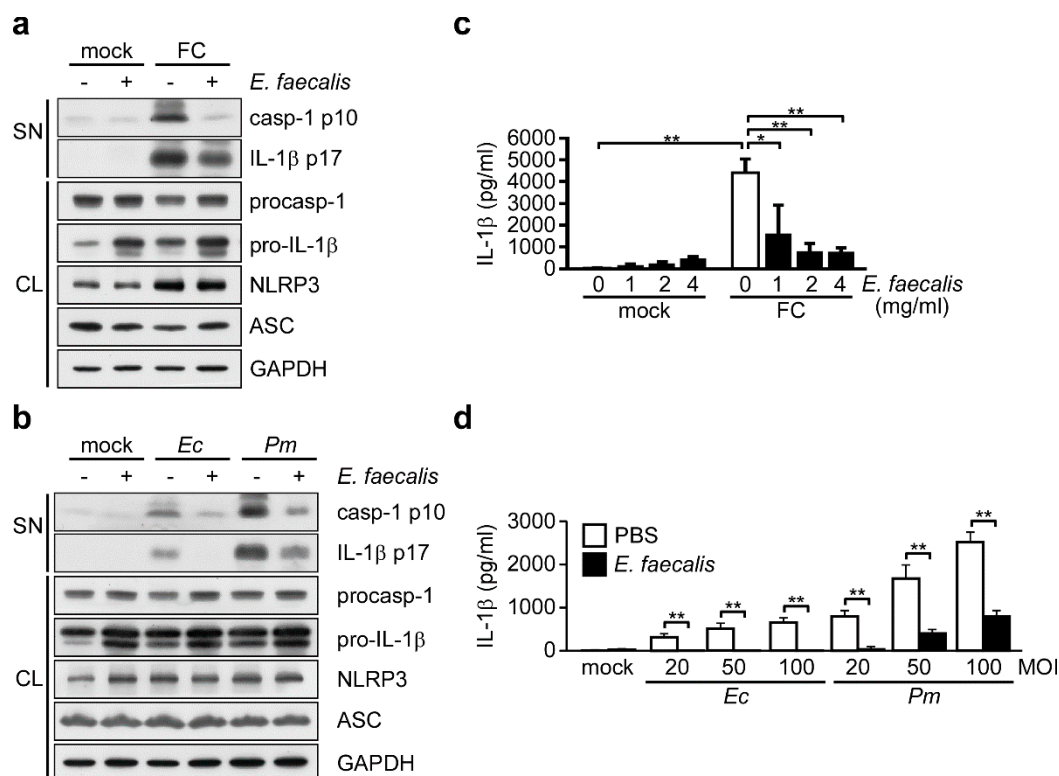 a
mock FC
- + - + E. faecalis
SN
casp-1 p10
IL-1β p17
CL
procasp-1
pro-IL-1β
NLRP3
ASC
GAPDH
c
IL-1β (pg/ml)
6000
5000
4000
3000
2000
1000
0
** * ** **
0 1 2 4 0 1 2 4 E. faecalis
(mg/ml)
mock FC
b
mock Ec Pm
- + - + - + E. faecalis
SN
casp-1 p10
IL-1β p17
CL
procasp-1
pro-IL-1β
NLRP3
ASC
GAPDH
d
IL-1β (pg/ml)
3000
2000
1000
0
PBS
E. faecalis
** ** ** ** ** **
mock 20 50 100 20 50 100 MOI
Ec Pm